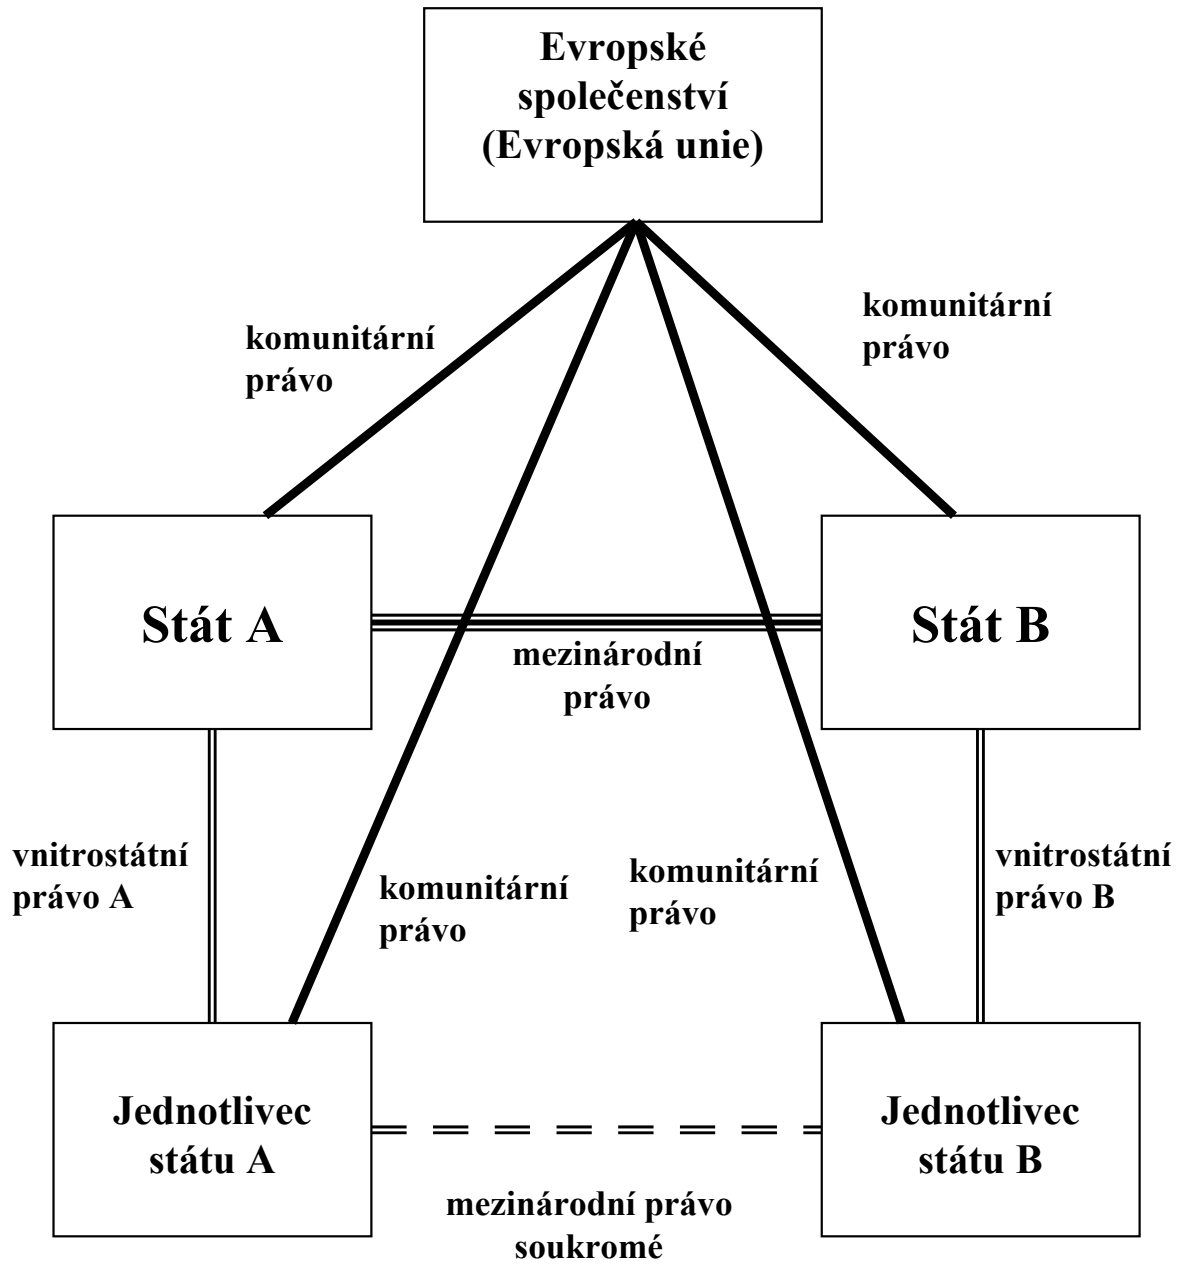 Evropské
společenství
(Evropská unie)
komunitární
právo
komunitární
právo
Stát A
Stát B
mezinárodní
právo
vnitrostátní
právo A
komunitární
právo
komunitární
právo
vnitrostátní
právo B
Jednotlivec
státu A
Jednotlivec
státu B
mezinárodní právo
soukromé